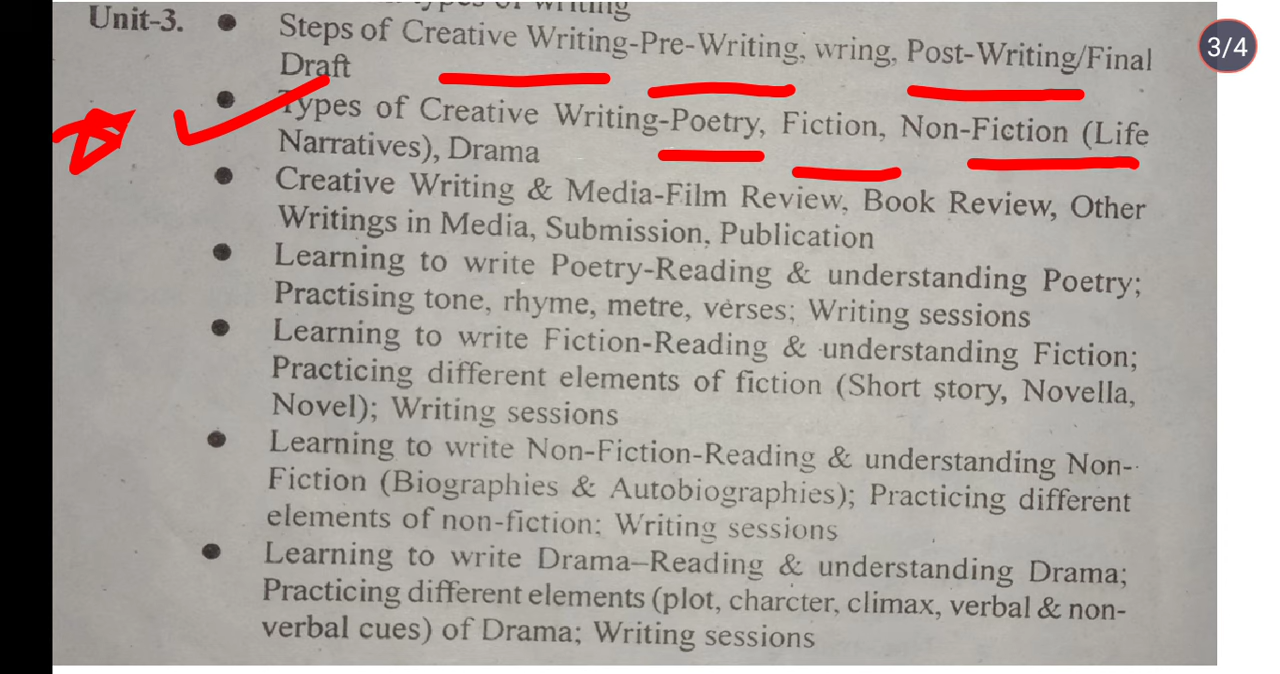 Writing
Unit-3. ● Steps of Creative Writing-Pre-Writing, wring, Post-Writing/Final
Draft
● Types of Creative Writing-Poetry, Fiction, Non-Fiction (Life
Narratives), Drama
● Creative Writing & Media-Film Review, Book Review, Other
Writings in Media, Submission, Publication
● Learning to write Poetry-Reading & understanding Poetry;
Practising tone, rhyme, metre, verses; Writing sessions
● Learning to write Fiction-Reading & understanding Fiction;
Practicing different elements of fiction (Short story, Novella,
Novel); Writing sessions
● Learning to write Non-Fiction-Reading & understanding Non-
Fiction (Biographies & Autobiographies); Practicing different
elements of non-fiction; Writing sessions
● Learning to write Drama–Reading & understanding Drama;
Practicing different elements (plot, charcter, climax, verbal & non-
verbal cues) of Drama; Writing sessions
3/4